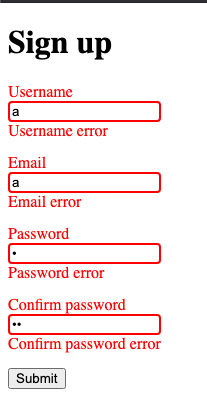 Sign up
Username
a
Username error
Email
a
Email error
Password
•
Password error
Confirm password
••
Confirm password error
Submit